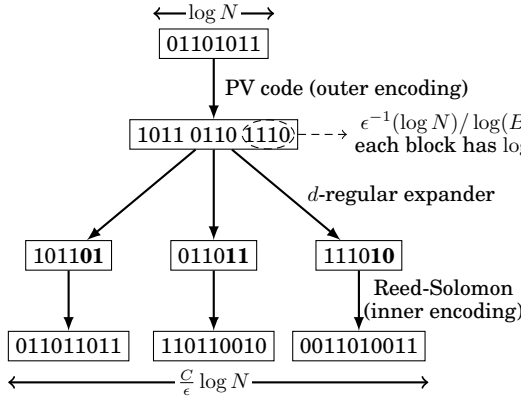 log N
01101011
PV code (outer encoding)
1011 0110 1110
ϵ⁻¹(log N)/ log(B
each block has log
d-regular expander
101101
011011
111010
Reed-Solomon
(inner encoding)
011011011
110110010
0011010011
C/ϵ log N